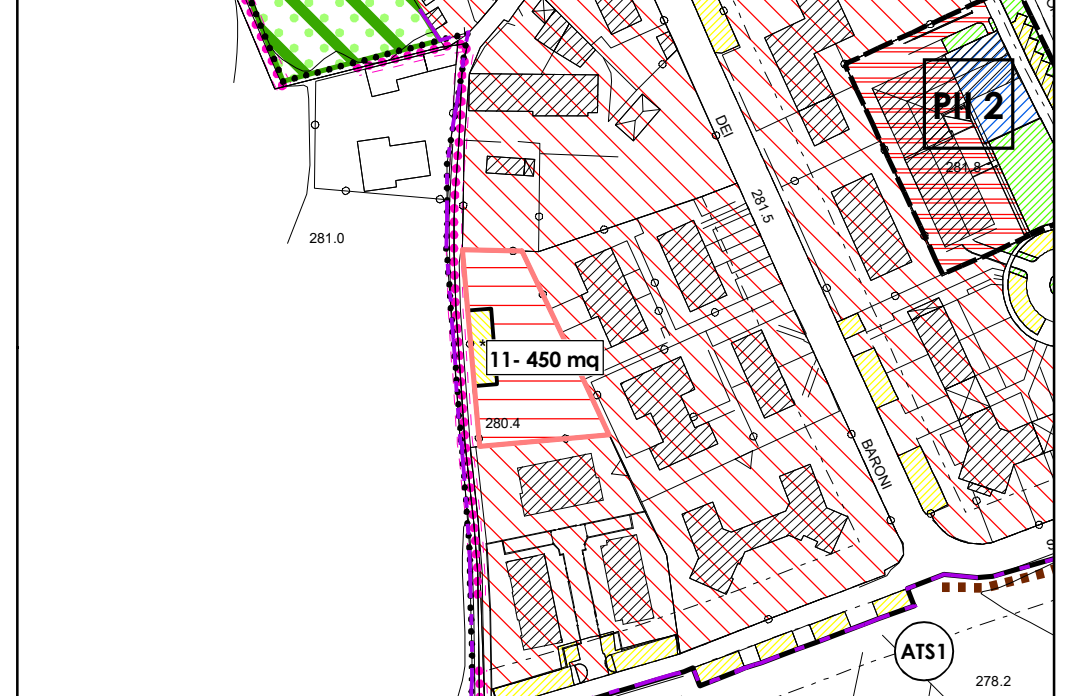 DEI
PII 2
281.8
281.5
281.0
*
11- 450 mq
280.4
BARONI
S
ATS1
278.2